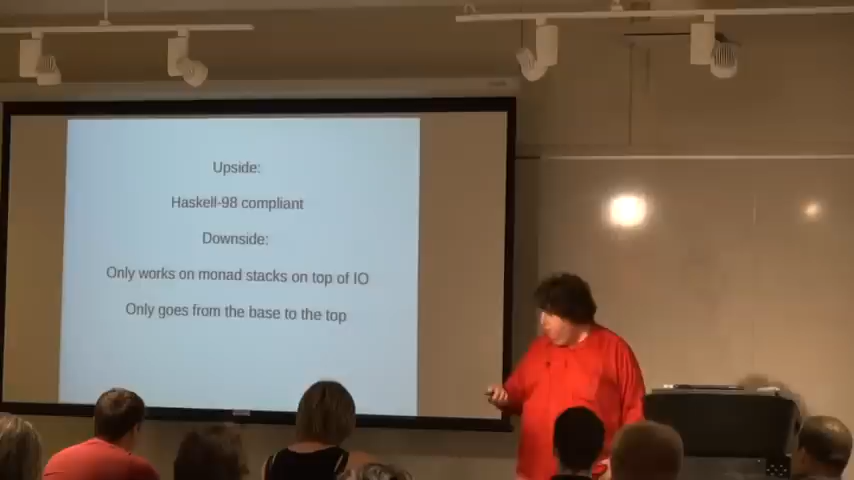 Upside:
Haskell-98 compliant
Downside:
Only works on monad stacks on top of IO
Only goes from the base to the top